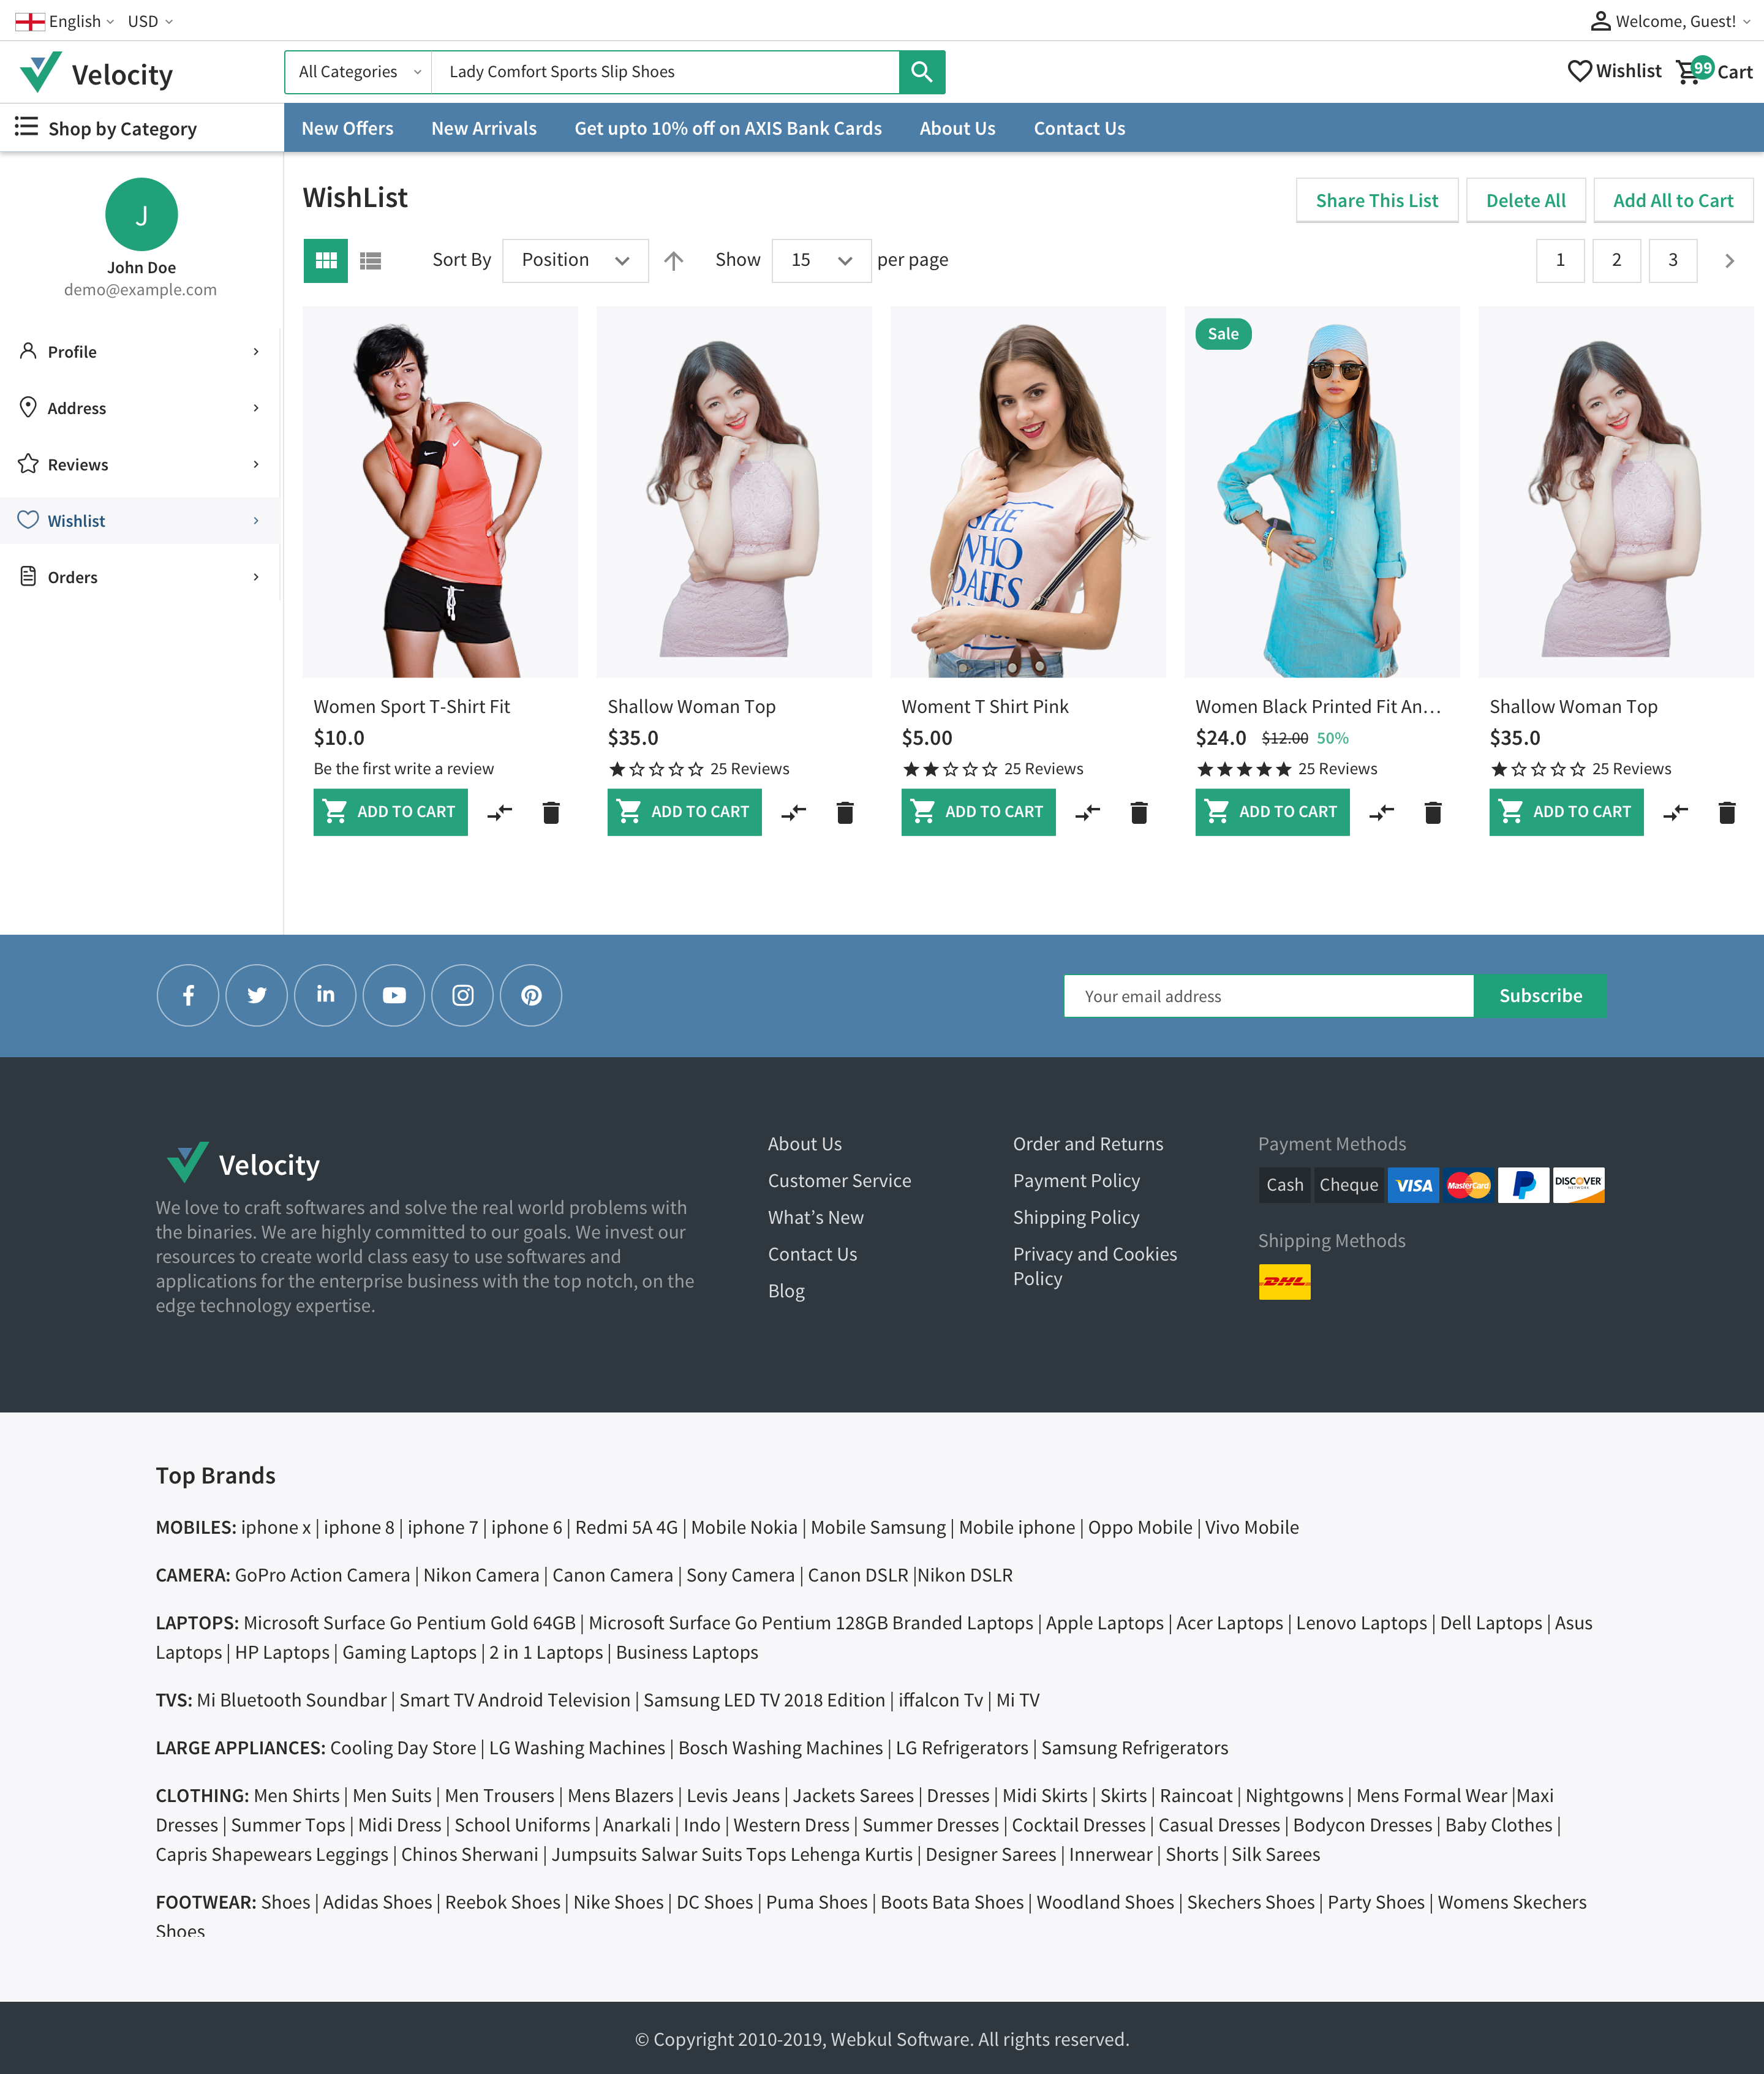 English USD Welcome, Guest!
Velocity All Categories Lady Comfort Sports Slip Shoes Wishlist 99 Cart
Shop by Category New Offers New Arrivals Get upto 10% off on AXIS Bank Cards About Us Contact Us
J
John Doe
demo@example.com
Profile
Address
Reviews
Wishlist
Orders
WishList Share This List Delete All Add All to Cart
Sort By Position Show 15 per page 1 2 3
Sale
SHE
WHO
Women Sport T-Shirt Fit Shallow Woman Top Woment T Shirt Pink Women Black Printed Fit An... Shallow Woman Top
$10.0 $35.0 $5.00 $24.0 $12.00 50% $35.0
Be the first write a review 25 Reviews 25 Reviews 25 Reviews 25 Reviews
ADD TO CART ADD TO CART ADD TO CART ADD TO CART ADD TO CART
Your email address Subscribe
Velocity
We love to craft softwares and solve the real world problems with
the binaries. We are highly committed to our goals. We invest our
resources to create world class easy to use softwares and
applications for the enterprise business with the top notch, on the
edge technology expertise.
About Us
Customer Service
What's New
Contact Us
Blog
Order and Returns
Payment Policy
Shipping Policy
Privacy and Cookies
Policy
Payment Methods
Cash Cheque VISA MasterCard DISCOVER NETWORK
Shipping Methods
DHL
Top Brands
MOBILES: iphone x | iphone 8 | iphone 7 | iphone 6 | Redmi 5A 4G | Mobile Nokia | Mobile Samsung | Mobile iphone | Oppo Mobile | Vivo Mobile
CAMERA: GoPro Action Camera | Nikon Camera | Canon Camera | Sony Camera | Canon DSLR |Nikon DSLR
LAPTOPS: Microsoft Surface Go Pentium Gold 64GB | Microsoft Surface Go Pentium 128GB Branded Laptops | Apple Laptops | Acer Laptops | Lenovo Laptops | Dell Laptops | Asus
Laptops | HP Laptops | Gaming Laptops | 2 in 1 Laptops | Business Laptops
TVS: Mi Bluetooth Soundbar | Smart TV Android Television | Samsung LED TV 2018 Edition | iffalcon Tv | Mi TV
LARGE APPLIANCES: Cooling Day Store | LG Washing Machines | Bosch Washing Machines | LG Refrigerators | Samsung Refrigerators
CLOTHING: Men Shirts | Men Suits | Men Trousers | Mens Blazers | Levis Jeans | Jackets Sarees | Dresses | Midi Skirts | Skirts | Raincoat | Nightgowns | Mens Formal Wear |Maxi
Dresses | Summer Tops | Midi Dress | School Uniforms | Anarkali | Indo | Western Dress | Summer Dresses | Cocktail Dresses | Casual Dresses | Bodycon Dresses | Baby Clothes |
Capris Shapewears Leggings | Chinos Sherwani | Jumpsuits Salwar Suits Tops Lehenga Kurtis | Designer Sarees | Innerwear | Shorts | Silk Sarees
FOOTWEAR: Shoes | Adidas Shoes | Reebok Shoes | Nike Shoes | DC Shoes | Puma Shoes | Boots Bata Shoes | Woodland Shoes | Skechers Shoes | Party Shoes | Womens Skechers
Shoes
© Copyright 2010-2019, Webkul Software. All rights reserved.